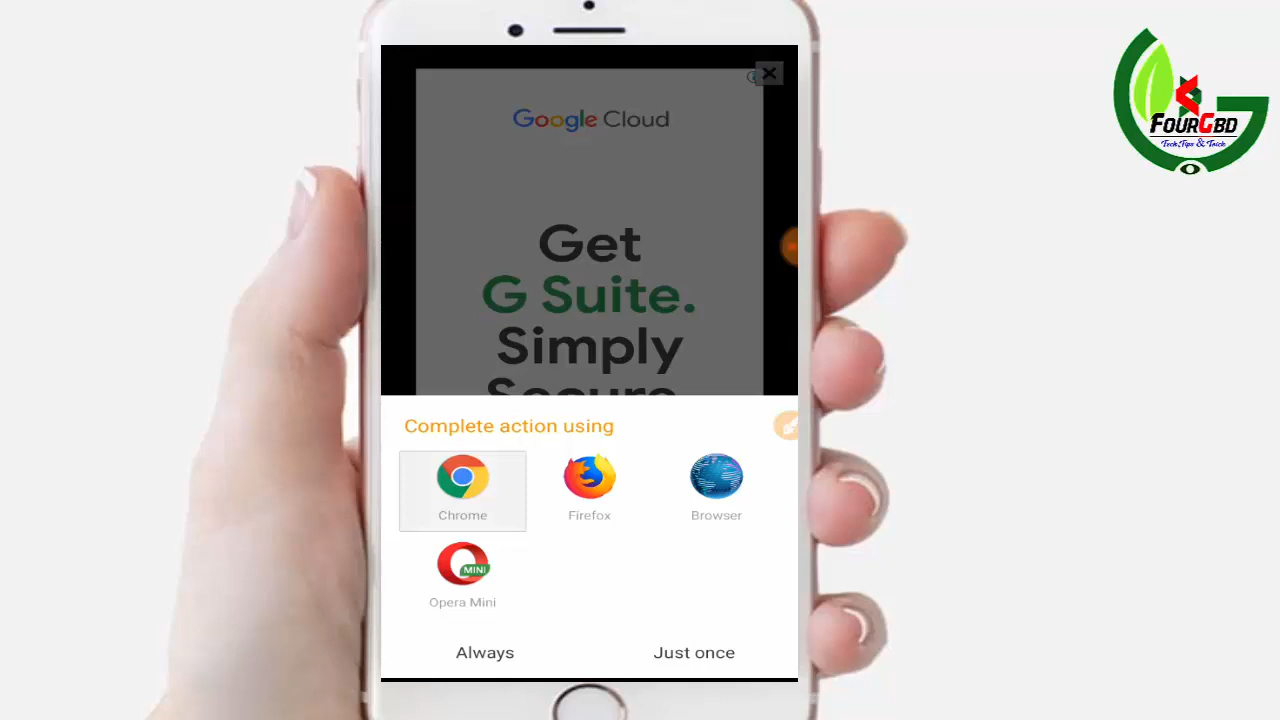 Google Cloud
Get
G Suite.
Simply
Secure.
Complete action using
Chrome
Firefox
Browser
MINI
Opera Mini
Always
Just once
FourGbd
Tech,Tips & Trick